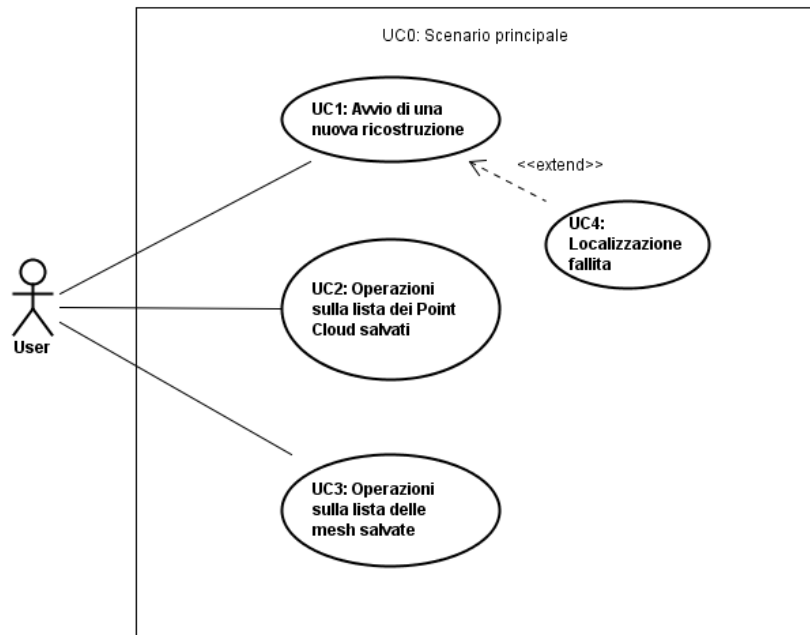 UC0: Scenario principale
UC1: Avvio di una
nuova ricostruzione
<<extend>>
UC4:
Localizzazione
fallita
UC2: Operazioni
sulla lista dei Point
Cloud salvati
User
UC3: Operazioni
sulla lista delle
mesh salvate